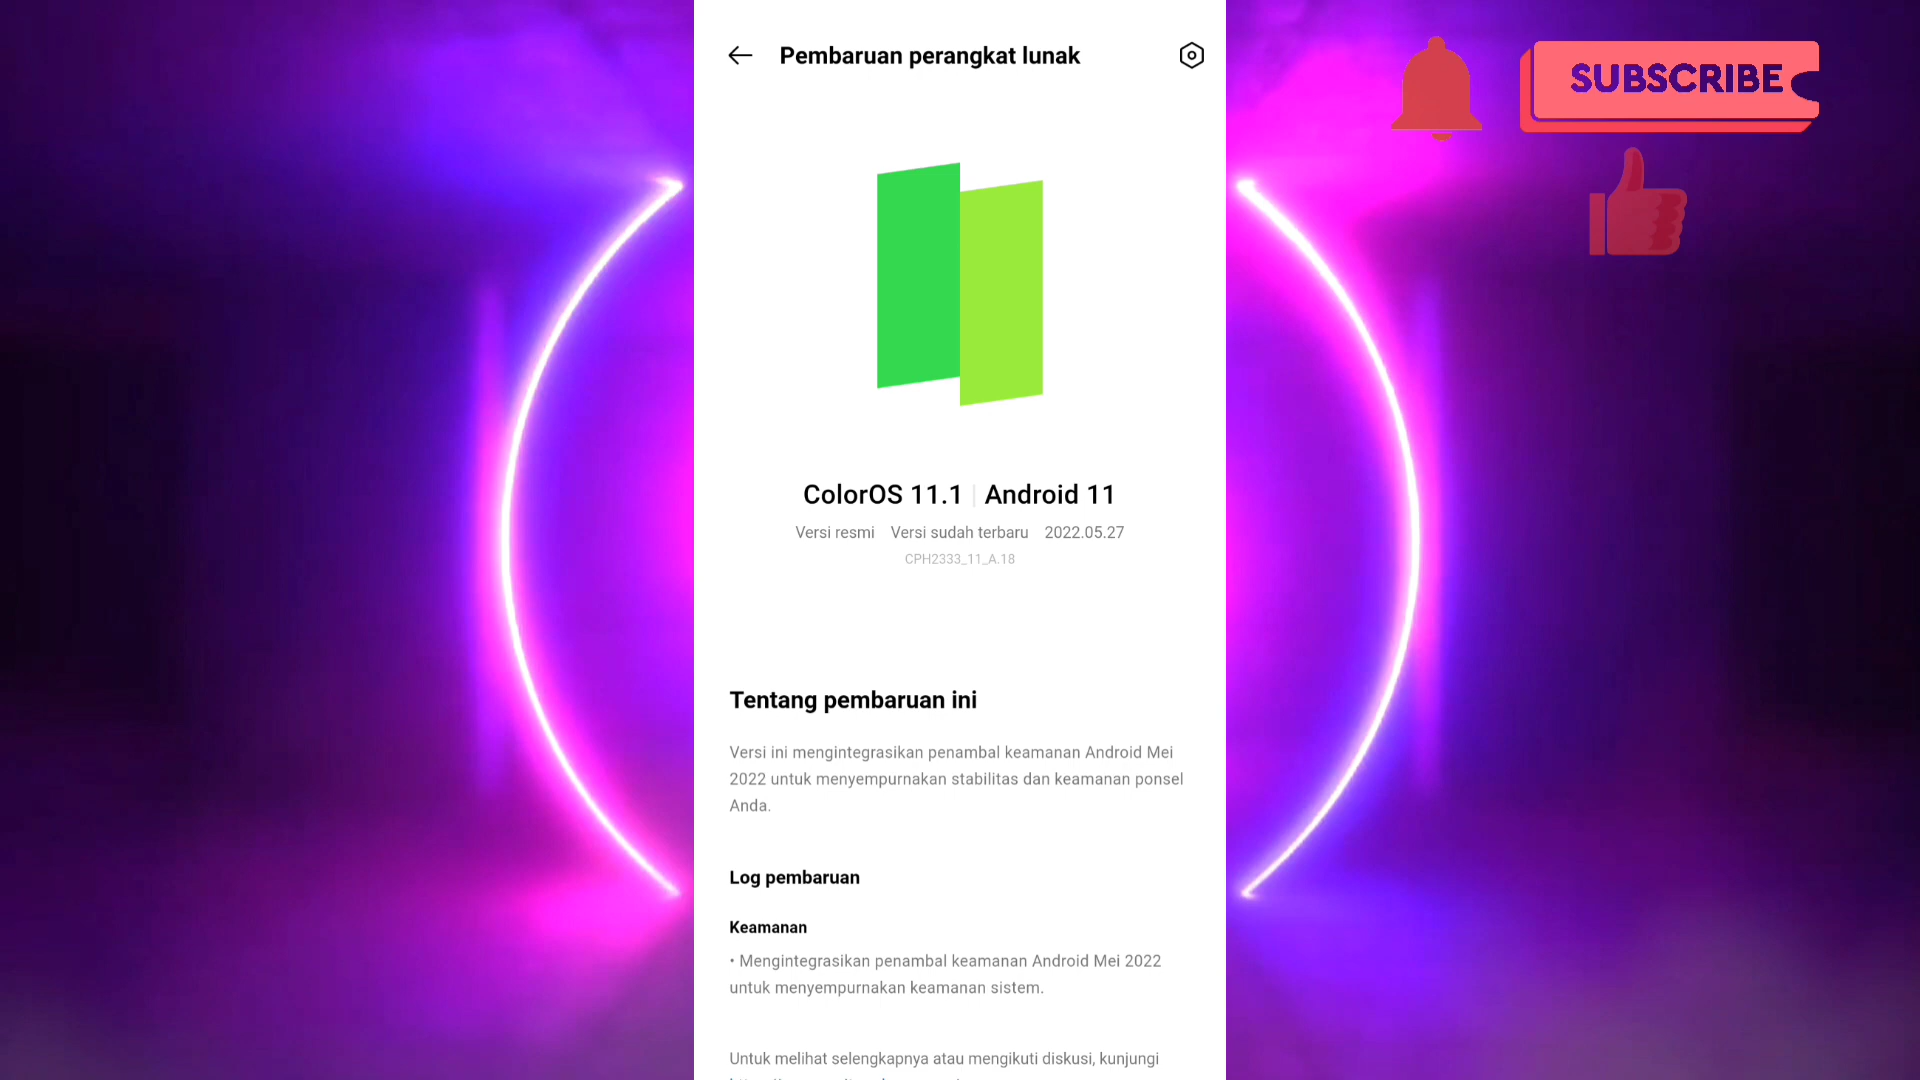 Pembaruan perangkat lunak
SUBSCRIBE
ColorOS 11.1 | Android 11
Versi resmi Versi sudah terbaru 2022.05.27
CPH2333_11_A.18
Tentang pembaruan ini
Versi ini mengintegrasikan penambal keamanan Android Mei
2022 untuk menyempurnakan stabilitas dan keamanan ponsel
Anda.
Log pembaruan
Keamanan
• Mengintegrasikan penambal keamanan Android Mei 2022
untuk menyempurnakan keamanan sistem.
Untuk melihat selengkapnya atau mengikuti diskusi, kunjungi